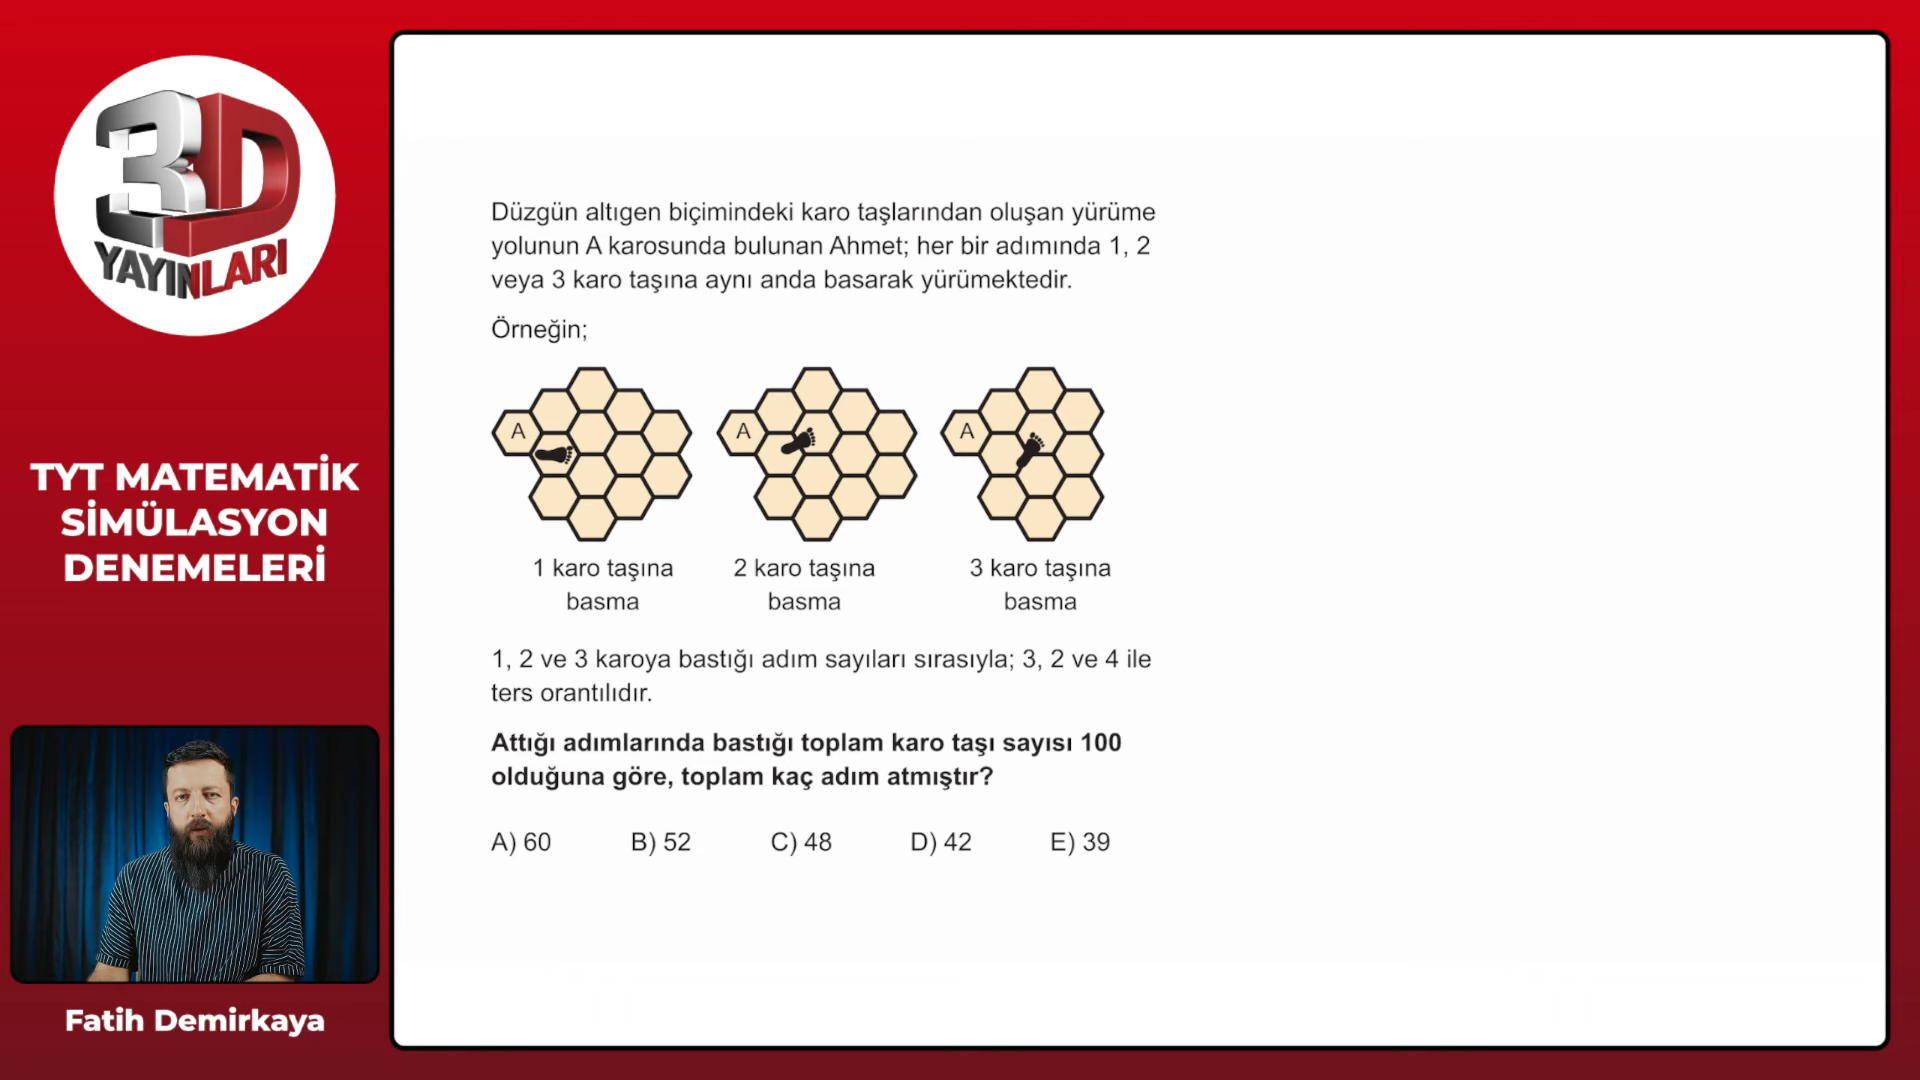 3D
YAYINLARI
TYT MATEMATİK
SİMÜLASYON
DENEMELERİ
Fatih Demirkaya
Düzgün altıgen biçimindeki karo taşlarından oluşan yürüme
yolunun A karosunda bulunan Ahmet; her bir adımında 1, 2
veya 3 karo taşına aynı anda basarak yürümektedir.
Örneğin;
A
A
A
1 karo taşına
basma
2 karo taşına
basma
3 karo taşına
basma
1, 2 ve 3 karoya bastığı adım sayıları sırasıyla; 3, 2 ve 4 ile
ters orantılıdır.
Attığı adımlarında bastığı toplam karo taşı sayısı 100
olduğuna göre, toplam kaç adım atmıştır?
A) 60 B) 52 C) 48 D) 42 E) 39